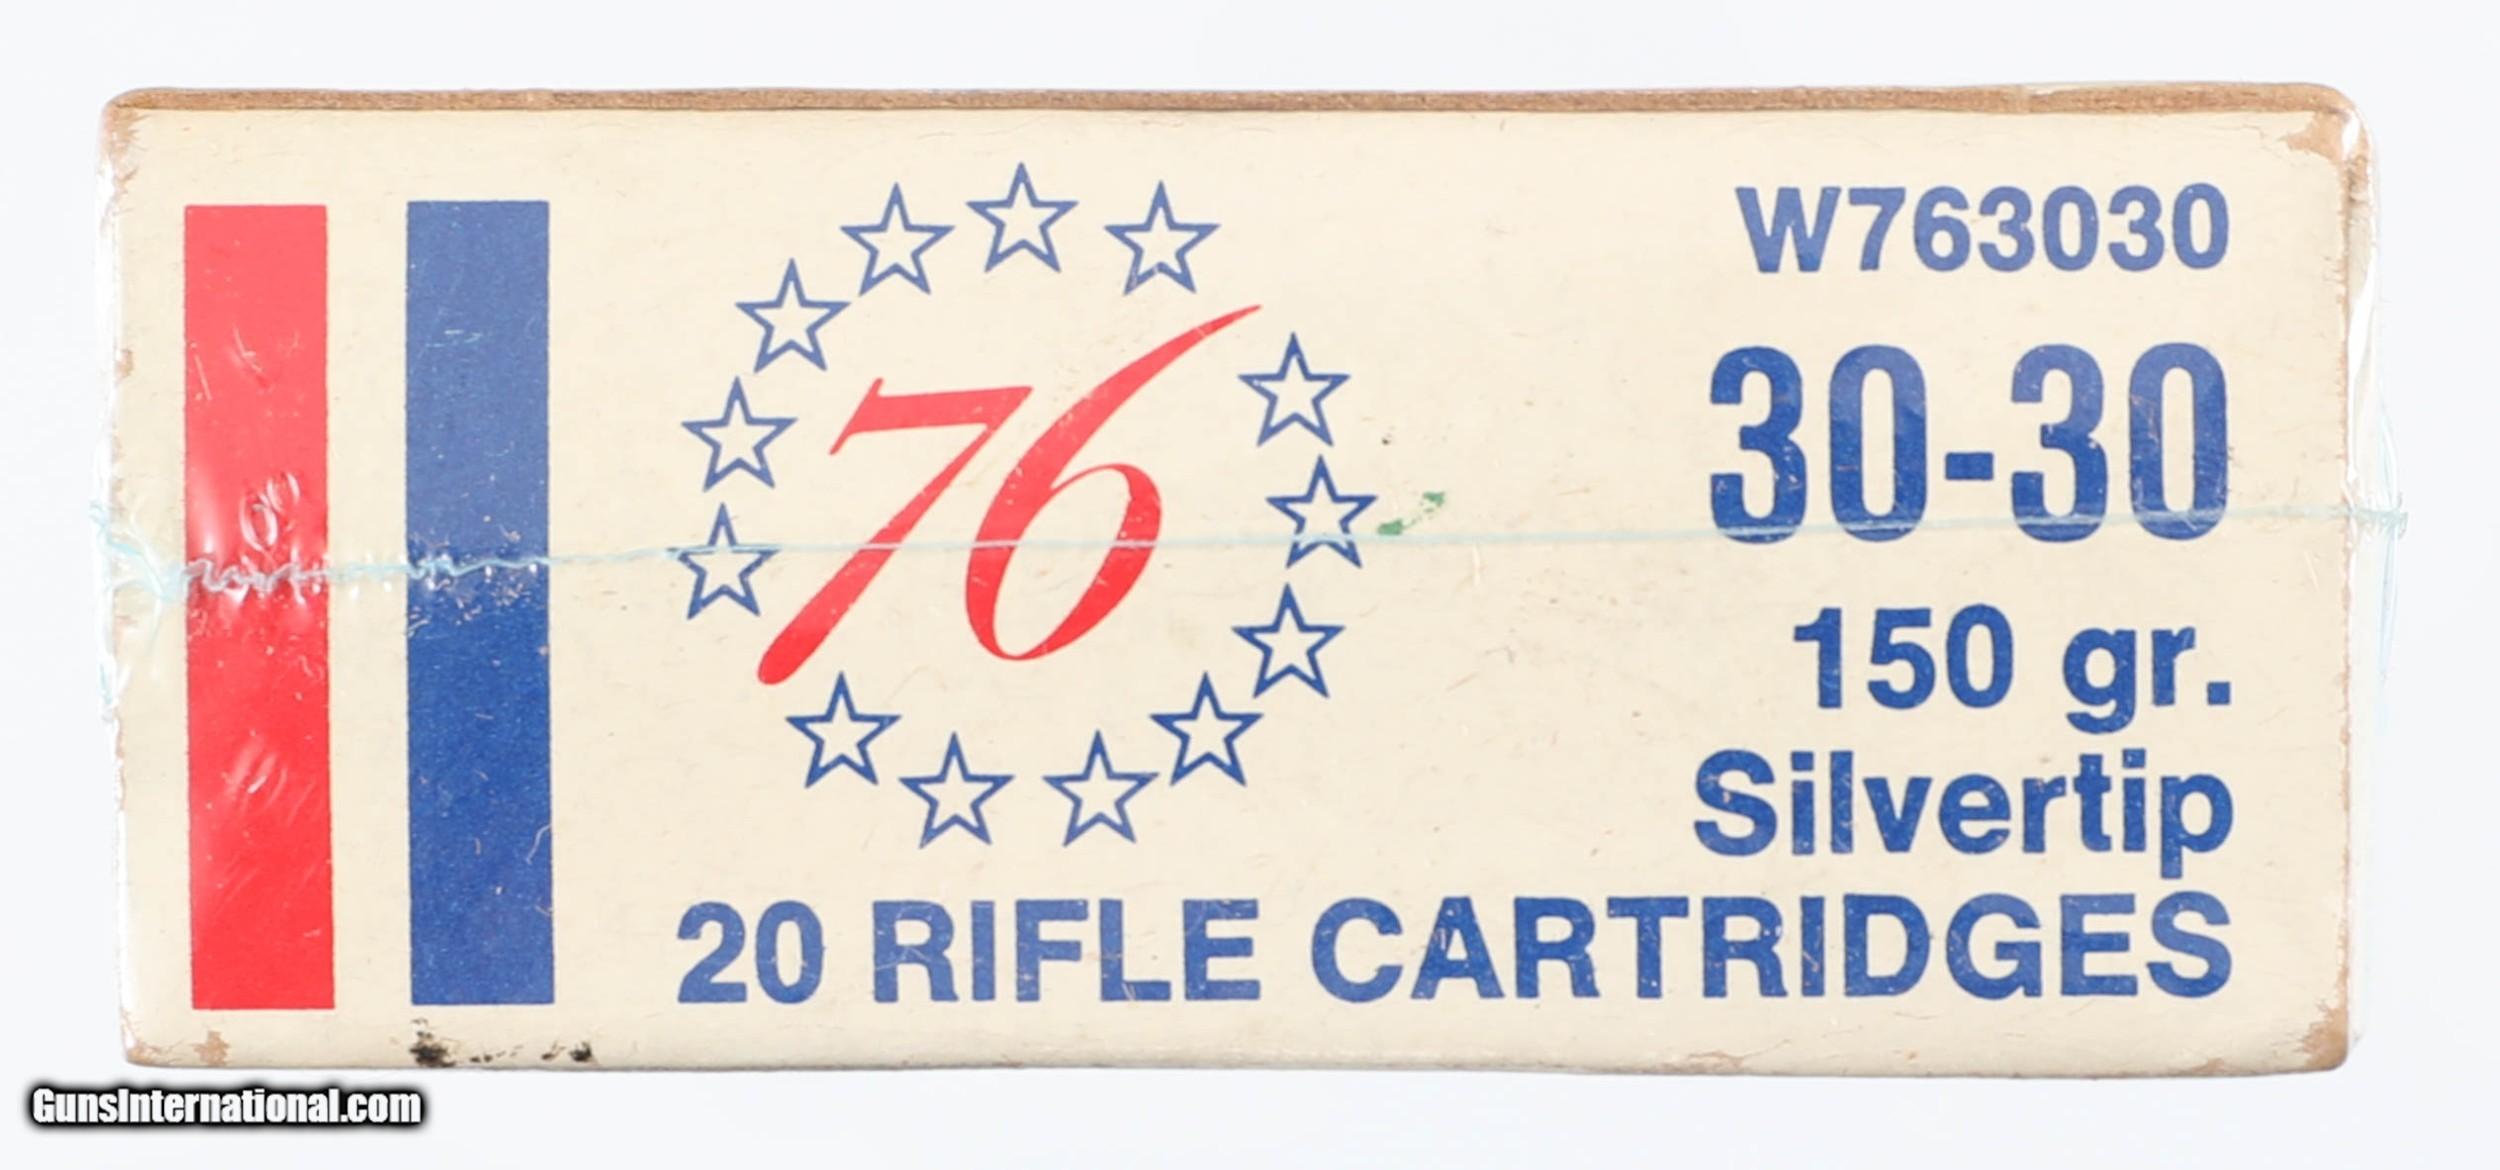 W763030
76
30-30
150 gr.
Silvertip
20 RIFLE CARTRIDGES
GunsInternational.com